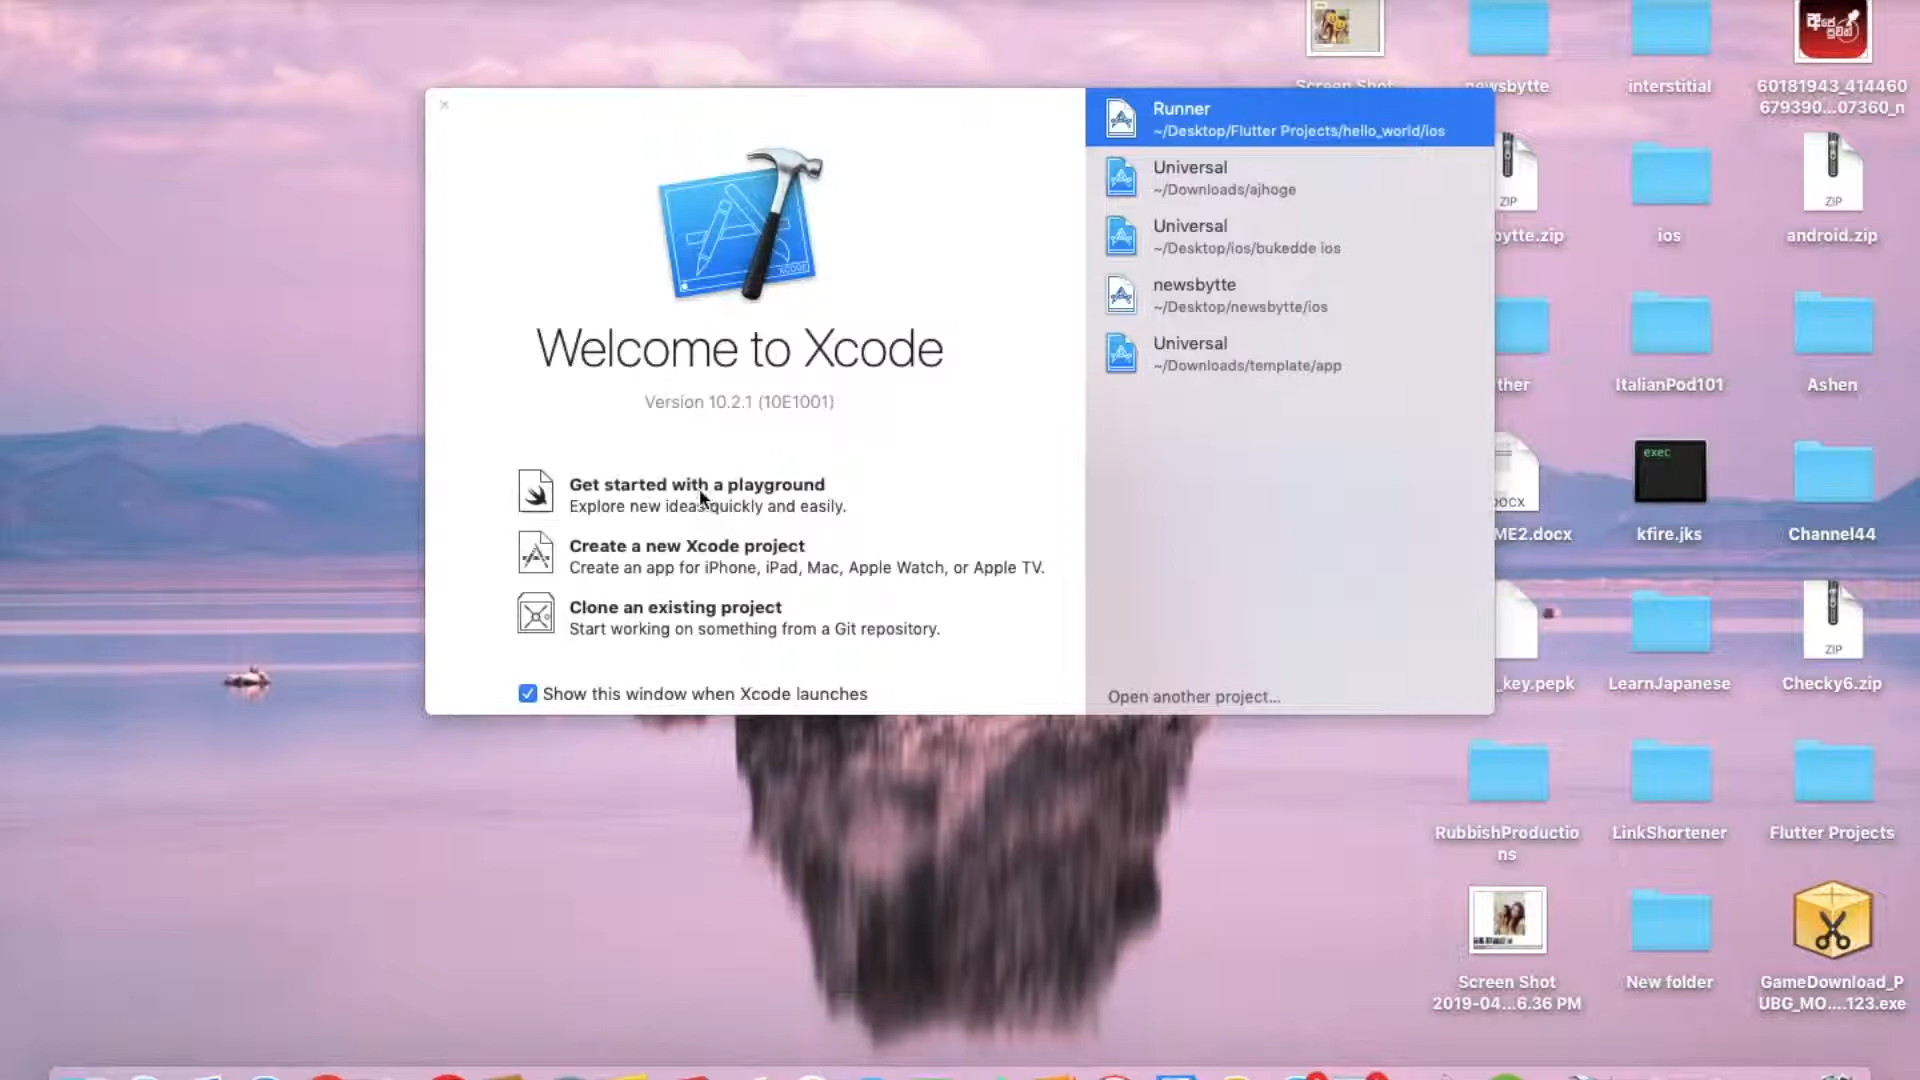 Welcome to Xcode
Version 10.2.1 (10E1001)
Get started with a playground
Explore new ideas quickly and easily.
Create a new Xcode project
Create an app for iPhone, iPad, Mac, Apple Watch, or Apple TV.
Clone an existing project
Start working on something from a Git repository.
Show this window when Xcode launches
Runner
~/Desktop/Flutter Projects/hello_world/ios
Universal
~/Downloads/ajhoge
Universal
~/Desktop/ios/bukedde ios
newsbytte
~/Desktop/newsbytte/ios
Universal
~/Downloads/template/app
Open another project...
Screen Shot
newsbytte
interstitial
60181943_414460
679390...07360_n
ZIP
ytte.zip
ios
ZIP
android.zip
ther
ItalianPod101
Ashen
ME2.docx
exec
kfire.jks
Channel44
_key.pepk
LearnJapanese
ZIP
Checky6.zip
RubbishProductio
ns
LinkShortener
Flutter Projects
Screen Shot
2019-04...6.36 PM
New folder
GameDownload_P
UBG_MO....123.exe